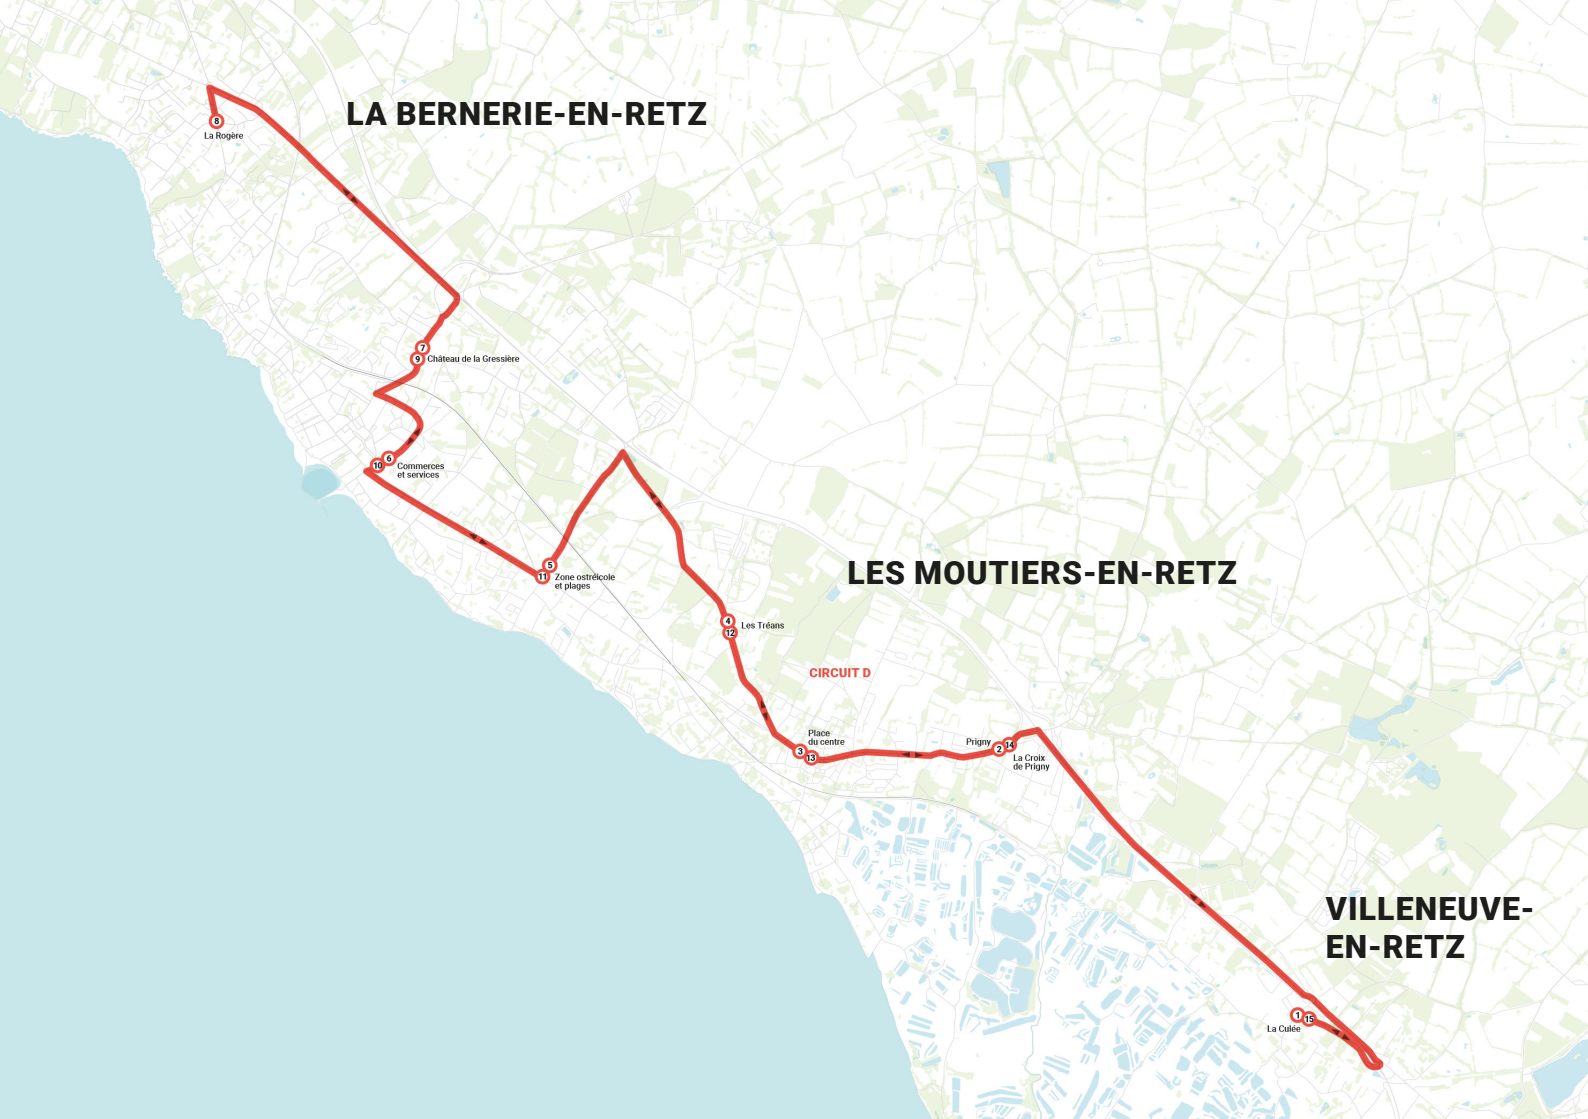 LA BERNERIE-EN-RETZ
8
La Rogère
7
9
Château de la Gressière
6
10
Commerces
et services
5
11
Zone ostréicole
et plages
LES MOUTIERS-EN-RETZ
4
12
Les Tréans
CIRCUIT D
Place
du centre
3
13
Prigny
2
14
La Croix
de Prigny
VILLENEUVE-
EN-RETZ
1
15
La Culée